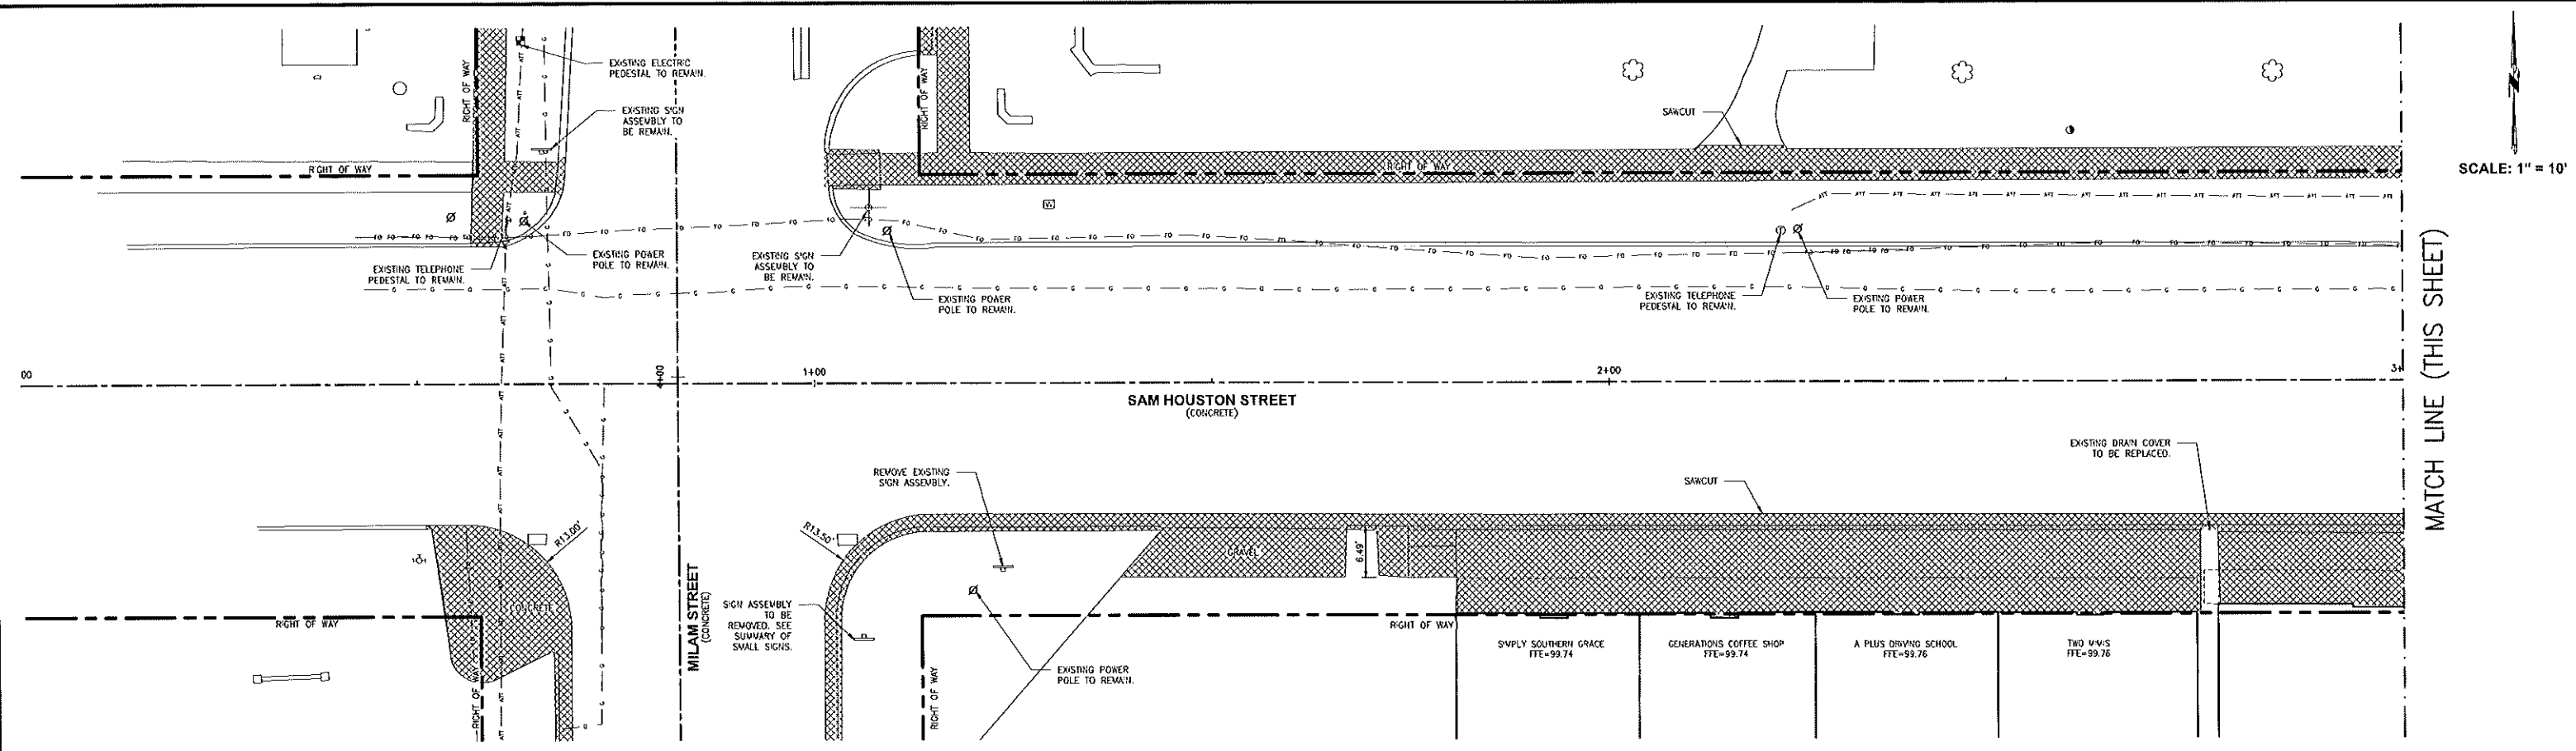 EXISTING ELECTRIC
PEDESTAL TO REMAIN.
RIGHT OF WAY
EXISTING SIGN
ASSEMBLY TO
BE REMAIN.
RIGHT OF WAY
RIGHT OF WAY
SAWCUT
RIGHT OF WAY
N
SCALE: 1" = 10'
EXISTING TELEPHONE
PEDESTAL TO REMAIN.
EXISTING POWER
POLE TO REMAIN.
EXISTING SIGN
ASSEMBLY TO
BE REMAIN.
EXISTING POWER
POLE TO REMAIN.
EXISTING TELEPHONE
PEDESTAL TO REMAIN.
EXISTING POWER
POLE TO REMAIN.
MATCH LINE (THIS SHEET)
00
4+00
1+00
2+00
3+
SAM HOUSTON STREET
(CONCRETE)
REMOVE EXISTING
SIGN ASSEMBLY.
SAWCUT
EXISTING DRAIN COVER
TO BE REPLACED.
R13.00'
R13.50'
GRAVEL
6.49'
CONCRETE
MILAM STREET
(CONCRETE)
SIGN ASSEMBLY
TO BE
REMOVED. SEE
SUMMARY OF
SMALL SIGNS.
RIGHT OF WAY
RIGHT OF WAY
RIGHT OF WAY
RIGHT OF WAY
EXISTING POWER
POLE TO REMAIN.
SIMPLY SOUTHERN GRACE
FFE=99.74
GENERATIONS COFFEE SHOP
FFE=99.74
A PLUS DRIVING SCHOOL
FFE=99.76
TWO MIMIS
FFE=99.76